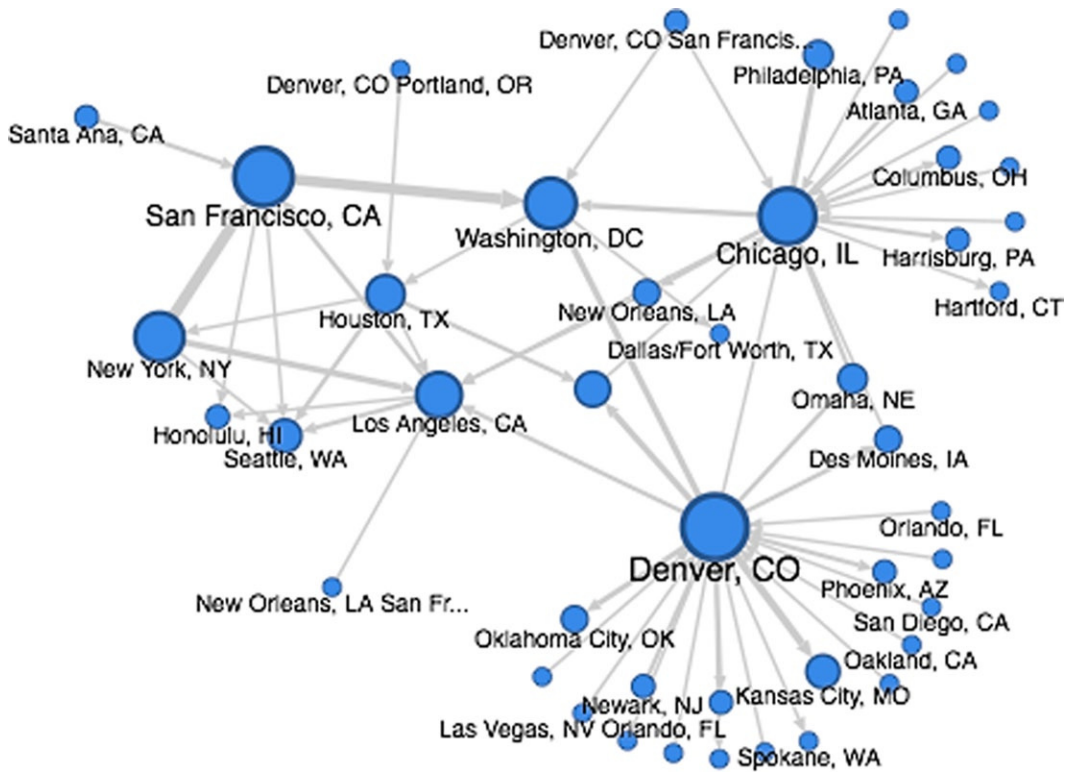 Denver, CO San Francis...
Philadelphia, PA
Denver, CO Portland, OR
Atlanta, GA
Santa Ana, CA
Columbus, OH
San Francisco, CA
Washington, DC
Chicago, IL
Harrisburg, PA
Hartford, CT
New Orleans, LA
Houston, TX
Dallas/Fort Worth, TX
New York, NY
Omaha, NE
Los Angeles, CA
Honolulu, HI
Seattle, WA
Des Moines, IA
Orlando, FL
Denver, CO
Phoenix, AZ
New Orleans, LA San Fr...
San Diego, CA
Oklahoma City, OK
Oakland, CA
Kansas City, MO
Newark, NJ
Las Vegas, NV Orlando, FL
Spokane, WA